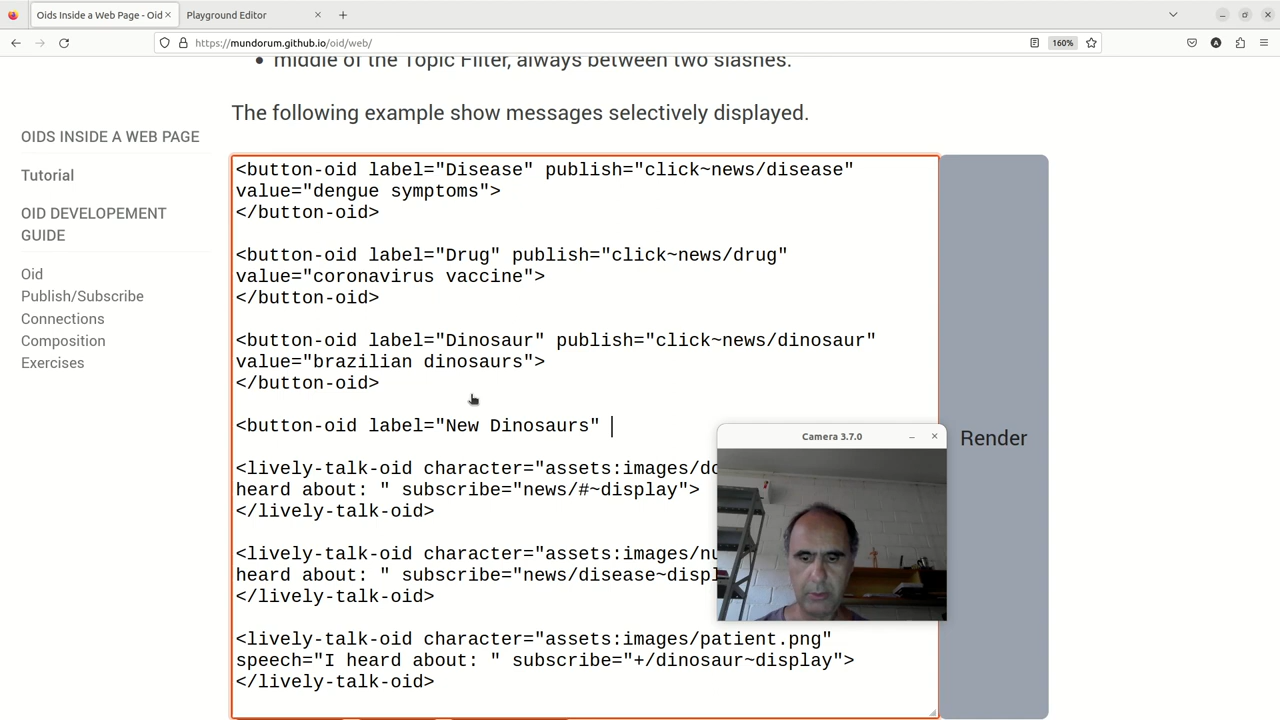 Oids Inside a Web Page - Oid
Playground Editor
https://mundorum.github.io/oid/web/
160%
middle of the Topic Filter, always between two slashes.
The following example show messages selectively displayed.
OIDS INSIDE A WEB PAGE
Tutorial
OID DEVELOPEMENT
GUIDE
Oid
Publish/Subscribe
Connections
Composition
Exercises
<button-oid label="Disease" publish="click~news/disease"
value="dengue symptoms">
</button-oid>
<button-oid label="Drug" publish="click~news/drug"
value="coronavirus vaccine">
</button-oid>
<button-oid label="Dinosaur" publish="click~news/dinosaur"
value="brazilian dinosaurs">
</button-oid>
<button-oid label="New Dinosaurs"
<lively-talk-oid character="assets:images/do
heard about: " subscribe="news/#~display">
</lively-talk-oid>
<lively-talk-oid character="assets:images/nu
heard about: " subscribe="news/disease~displ
</lively-talk-oid>
<lively-talk-oid character="assets:images/patient.png"
speech="I heard about: " subscribe="+/dinosaur~display">
</lively-talk-oid>
Render
Camera 3.7.0